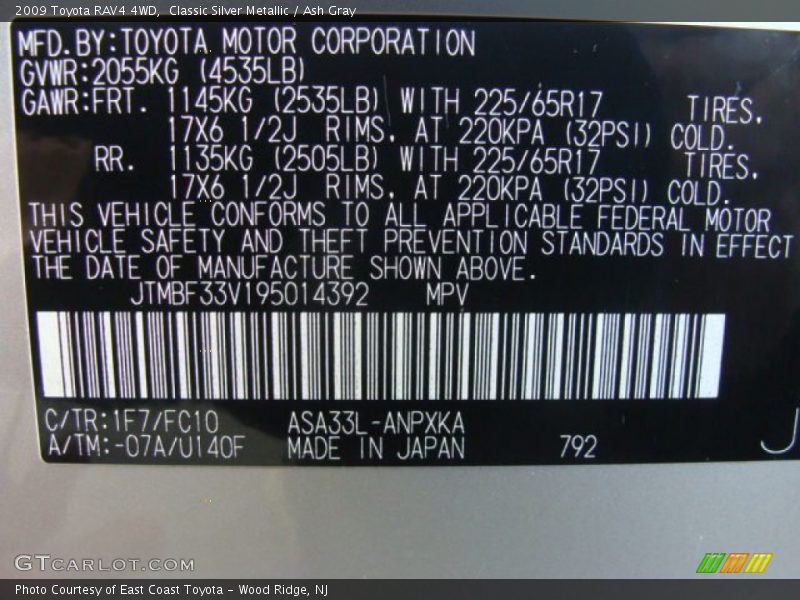 2009 Toyota RAV4 4WD,  Classic Silver Metallic / Ash Gray
MFD.BY:TOYOTA MOTOR CORPORATION
GVWR:2055KG (4535LB)
GAWR:FRT. 1145KG (2535LB) WITH 225/65R17 TIRES,
17X6 1/2J RIMS, AT 220KPA (32PSI) COLD.
RR. 1135KG (2505LB) WITH 225/65R17 TIRES,
17X6 1/2J RIMS, AT 220KPA (32PSI) COLD.
THIS VEHICLE CONFORMS TO ALL APPLICABLE FEDERAL MOTOR
VEHICLE SAFETY AND THEFT PREVENTION STANDARDS IN EFFECT
THE DATE OF MANUFACTURE SHOWN ABOVE.
JTMBF33V195014392 MPV
C/TR:1F7/FC10 ASA33L-ANPXKA
A/TM:-07A/U140F MADE IN JAPAN 792 J
GTCARLOT.COM
Photo Courtesy of East Coast Toyota - Wood Ridge, NJ